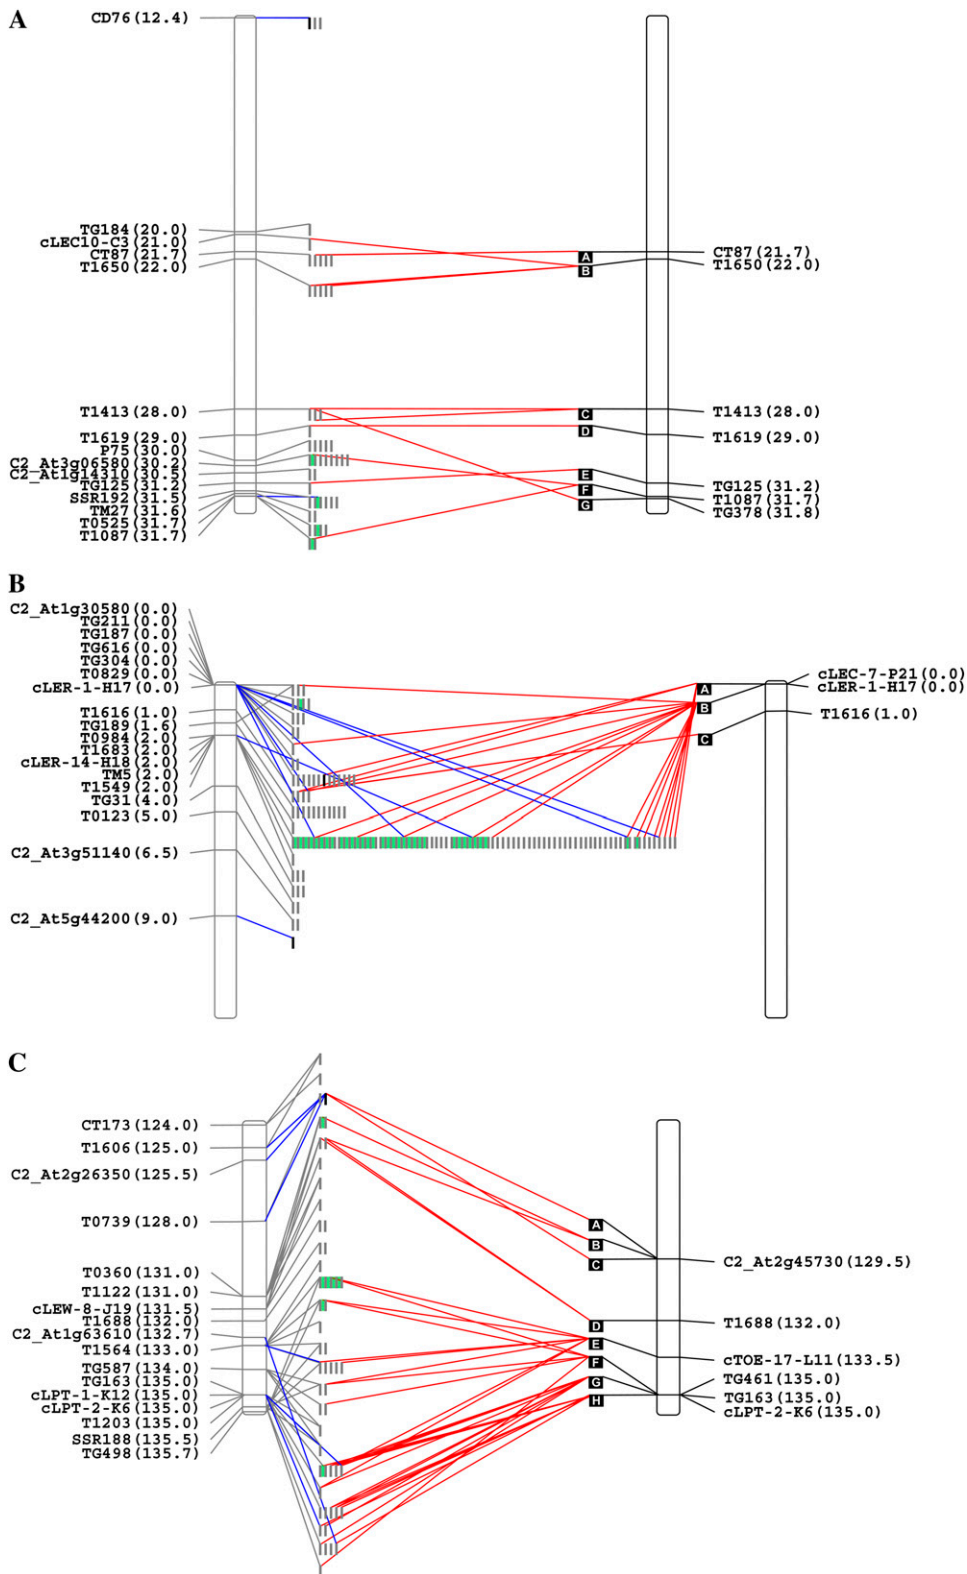 A
CD76(12.4)
TG184(20.0)
cLEC10-C3(21.0)
CT87(21.7)
T1650(22.0)
T1413(28.0)
T1619(29.0)
P75(30.0)
C2_At3g06580(30.2)
C2_At1g14310(30.5)
TG125(31.2)
SSR192(31.5)
TM27(31.6)
T0525(31.7)
T1087(31.7)
A
B
C
D
E
F
G
CT87(21.7)
T1650(22.0)
T1413(28.0)
T1619(29.0)
TG125(31.2)
T1087(31.7)
TG378(31.8)
B
C2_At1g30580(0.0)
TG211(0.0)
TG187(0.0)
TG616(0.0)
TG304(0.0)
T0829(0.0)
cLER-1-H17(0.0)
T1616(1.0)
TG189(1.6)
T0984(2.0)
T1683(2.0)
cLER-14-H18(2.0)
TM5(2.0)
T1549(2.0)
TG31(4.0)
T0123(5.0)
C2_At3g51140(6.5)
C2_At5g44200(9.0)
A
B
C
cLEC-7-P21(0.0)
cLER-1-H17(0.0)
T1616(1.0)
C
CT173(124.0)
T1606(125.0)
C2_At2g26350(125.5)
T0739(128.0)
T0360(131.0)
T1122(131.0)
cLEW-8-J19(131.5)
T1688(132.0)
C2_At1g63610(132.7)
T1564(133.0)
TG587(134.0)
TG163(135.0)
cLPT-1-K12(135.0)
cLPT-2-K6(135.0)
T1203(135.0)
SSR188(135.5)
TG498(135.7)
A
B
C
D
E
F
G
H
C2_At2g45730(129.5)
T1688(132.0)
cTOE-17-L11(133.5)
TG461(135.0)
TG163(135.0)
cLPT-2-K6(135.0)